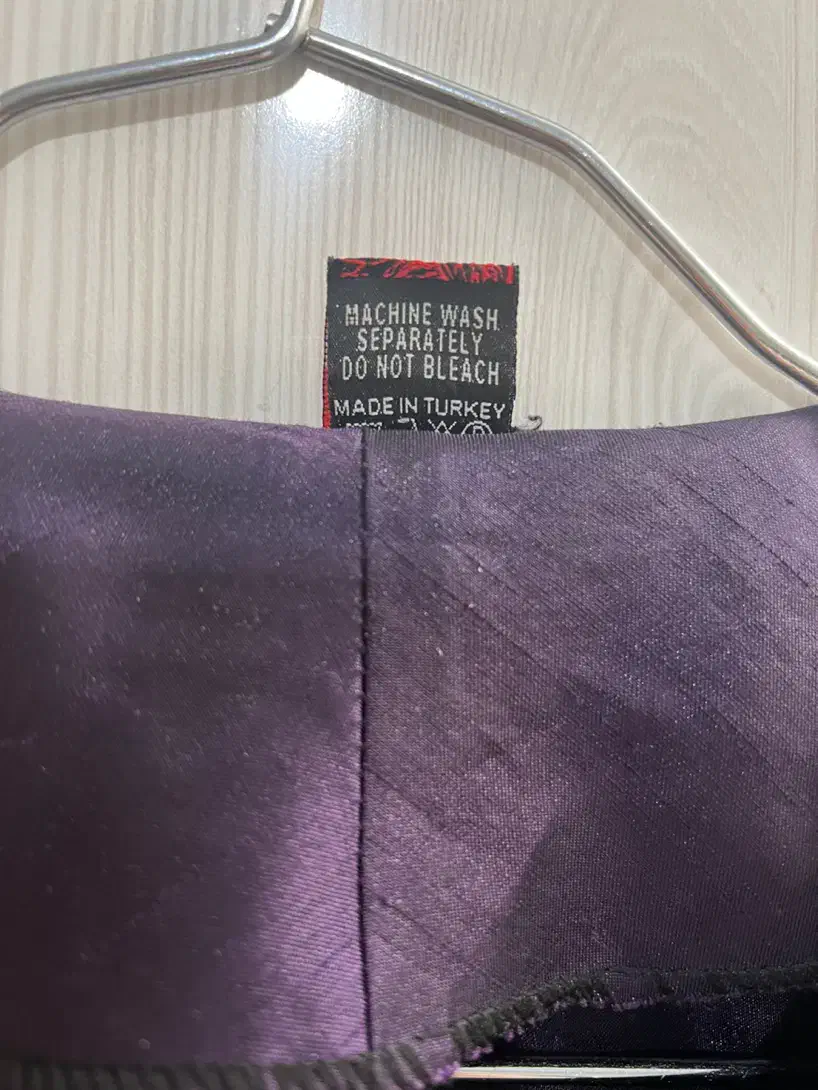 MACHINE WASH
SEPARATELY
DO NOT BLEACH
MADE IN TURKEY